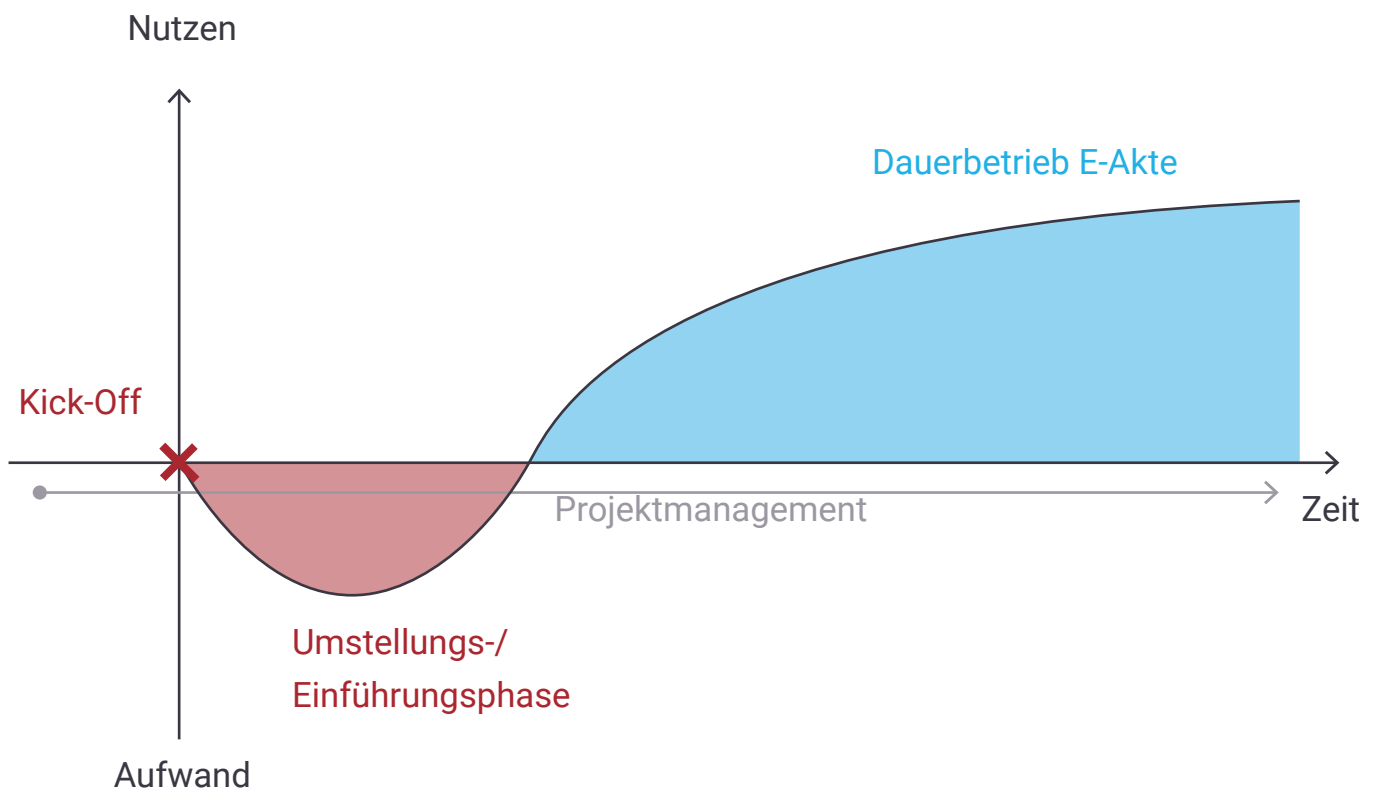 Nutzen
Dauerbetrieb E-Akte
Kick-Off
Projektmanagement
Zeit
Umstellungs-/
Einführungsphase
Aufwand